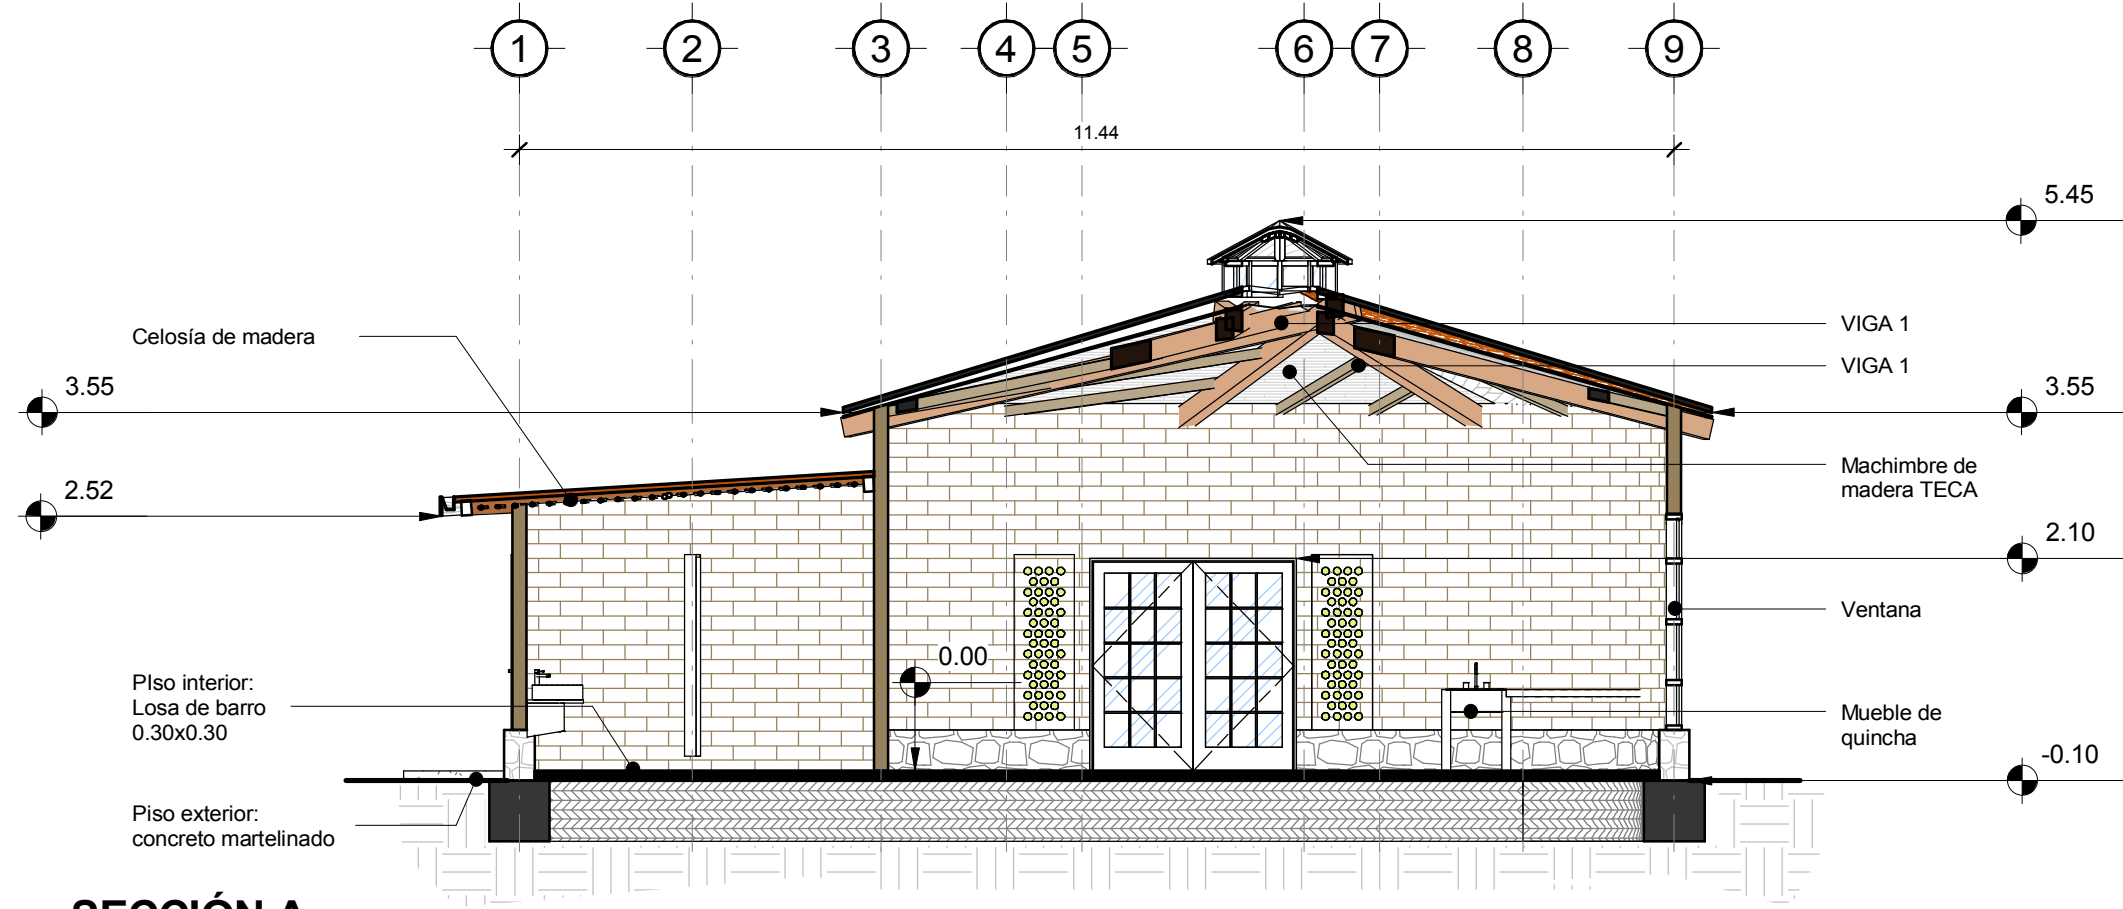 1 2 3 4 5 6 7 8 9
11.44
5.45
Celosía de madera
VIGA 1
VIGA 1
3.55
3.55
Machimbre de
madera TECA
2.52
2.10
Ventana
0.00
PIso interior:
Losa de barro
0.30x0.30
Mueble de
quincha
-0.10
Piso exterior:
concreto martelinado
SECCIÓN A